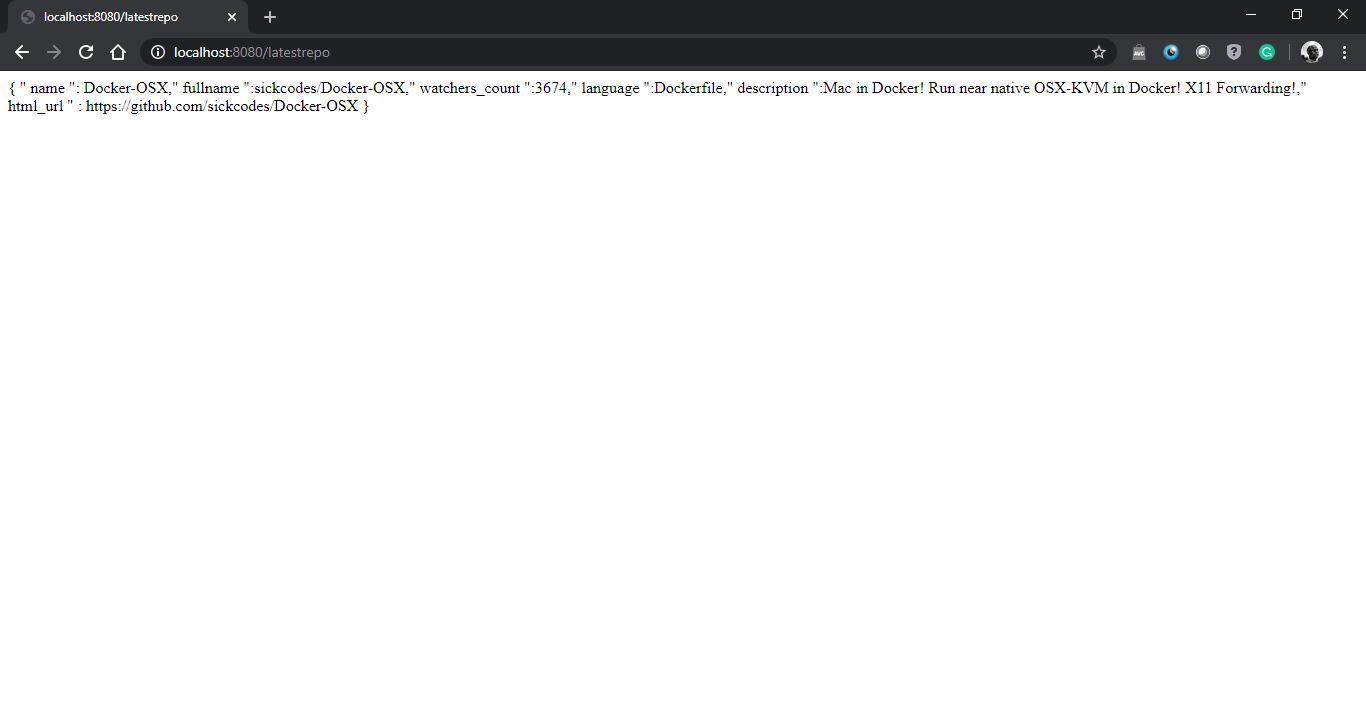 localhost:8080/latestrepo
localhost:8080/latestrepo
{ " name ": Docker-OSX," fullname ":sickcodes/Docker-OSX," watchers_count ":3674," language ":Dockerfile," description ":Mac in Docker! Run near native OSX-KVM in Docker! X11 Forwarding!,"
html_url " : https://github.com/sickcodes/Docker-OSX }